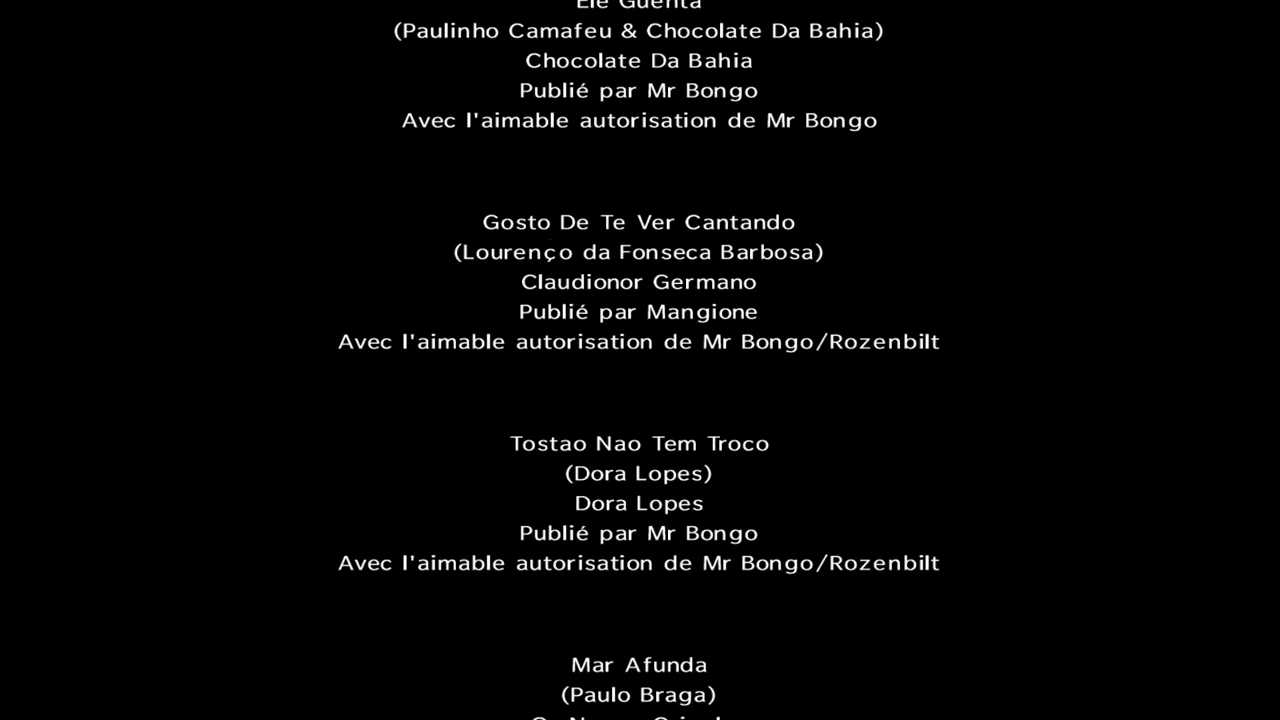 Ele Guenta
(Paulinho Camafeu & Chocolate Da Bahia)
Chocolate Da Bahia
Publié par Mr Bongo
Avec l'aimable autorisation de Mr Bongo
Gosto De Te Ver Cantando
(Lourenço da Fonseca Barbosa)
Claudionor Germano
Publié par Mangione
Avec l'aimable autorisation de Mr Bongo/Rozenbilt
Tostao Nao Tem Troco
(Dora Lopes)
Dora Lopes
Publié par Mr Bongo
Avec l'aimable autorisation de Mr Bongo/Rozenbilt
Mar Afunda
(Paulo Braga)